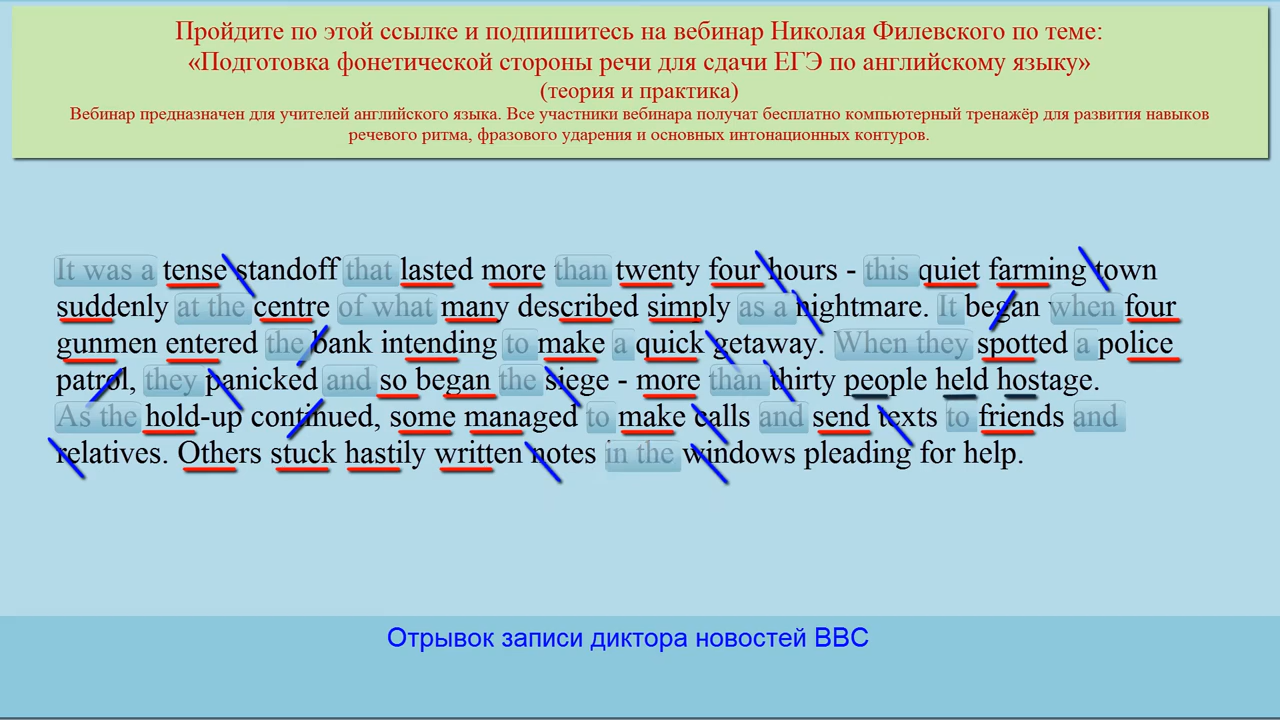 Пройдите по этой ссылке и подпишитесь на вебинар Николая Филевского по теме:
«Подготовка фонетической стороны речи для сдачи ЕГЭ по английскому языку»
(теория и практика)
Вебинар предназначен для учителей английского языка. Все участники вебинара получат бесплатно компьютерный тренажёр для развития навыков
речевого ритма, фразового ударения и основных интонационных контуров.
It was a tense standoff that lasted more than twenty four hours - this quiet farming town
suddenly at the centre of what many described simply as a nightmare. It began when four
gunmen entered the bank intending to make a quick getaway. When they spotted a police
patrol, they panicked and so began the siege - more than thirty people held hostage.
As the hold-up continued, some managed to make calls and send texts to friends and
relatives. Others stuck hastily written notes in the windows pleading for help.
Отрывок записи диктора новостей BBC